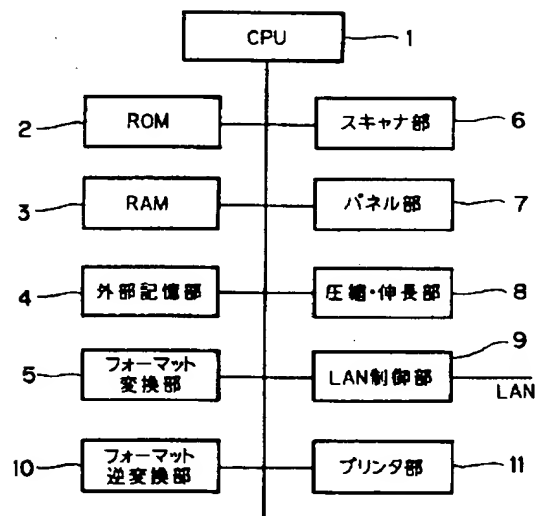 CPU
1
2
ROM
スキャナ部
6
3
RAM
パネル部
7
4
外部記憶部
圧縮・伸長部
8
5
フォーマット
変換部
LAN制御部
9
LAN
10
フォーマット
逆変換部
プリンタ部
11